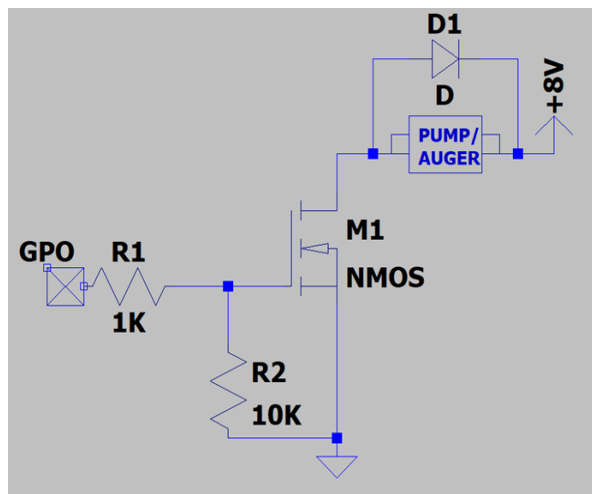 D1
D
+8V
PUMP/
AUGER
M1
NMOS
GPO
R1
1K
R2
10K